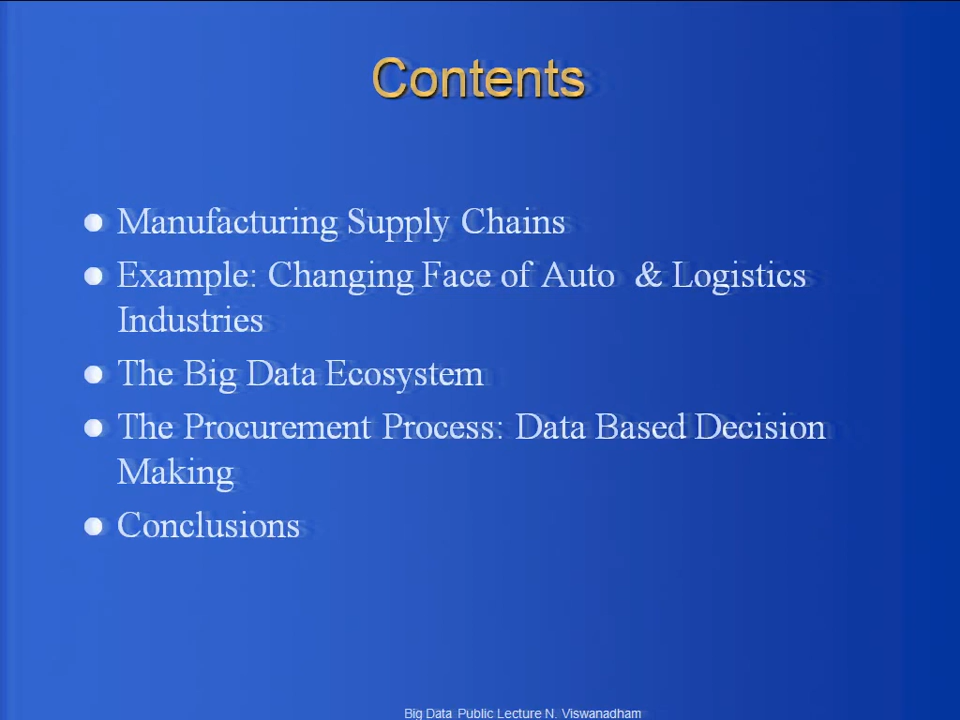 Contents
Manufacturing Supply Chains
Example: Changing Face of Auto & Logistics
Industries
The Big Data Ecosystem
The Procurement Process: Data Based Decision
Making
Conclusions
Big Data Public Lecture N. Viswanadham